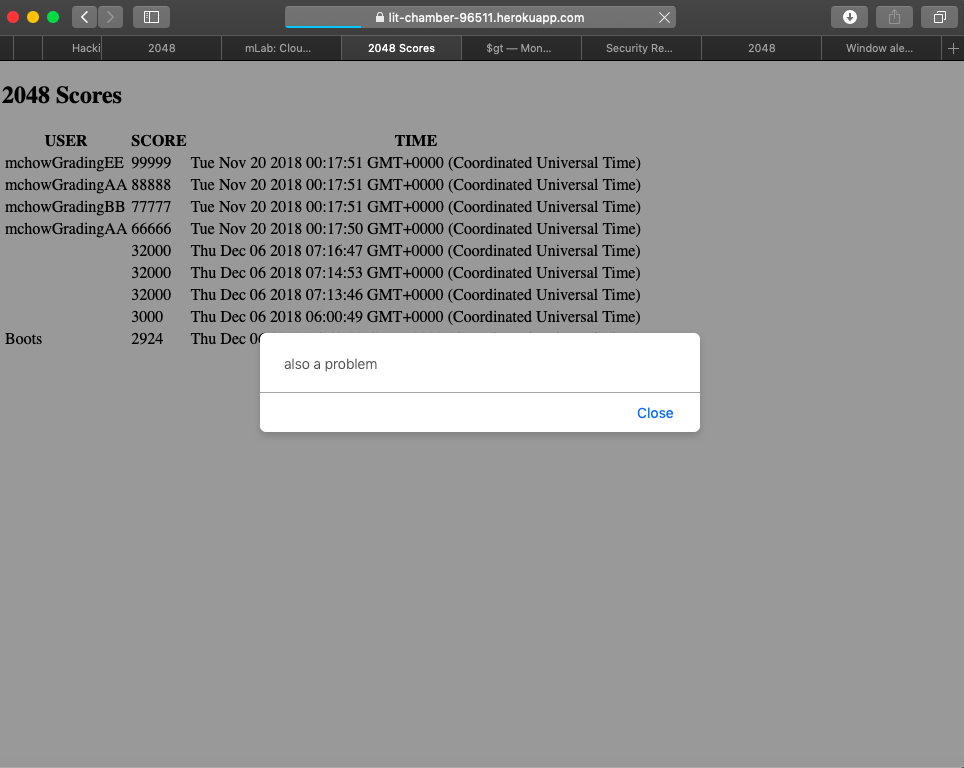 lit-chamber-96511.herokuapp.com
Hacki 2048 mLab: Clou... 2048 Scores $gt — Mon... Security Re... 2048 Window ale...
2048 Scores
USER SCORE TIME
mchowGradingEE 99999 Tue Nov 20 2018 00:17:51 GMT+0000 (Coordinated Universal Time)
mchowGradingAA 88888 Tue Nov 20 2018 00:17:51 GMT+0000 (Coordinated Universal Time)
mchowGradingBB 77777 Tue Nov 20 2018 00:17:51 GMT+0000 (Coordinated Universal Time)
mchowGradingAA 66666 Tue Nov 20 2018 00:17:50 GMT+0000 (Coordinated Universal Time)
32000 Thu Dec 06 2018 07:16:47 GMT+0000 (Coordinated Universal Time)
32000 Thu Dec 06 2018 07:14:53 GMT+0000 (Coordinated Universal Time)
32000 Thu Dec 06 2018 07:13:46 GMT+0000 (Coordinated Universal Time)
3000 Thu Dec 06 2018 06:00:49 GMT+0000 (Coordinated Universal Time)
Boots 2924 Thu Dec
also a problem
Close